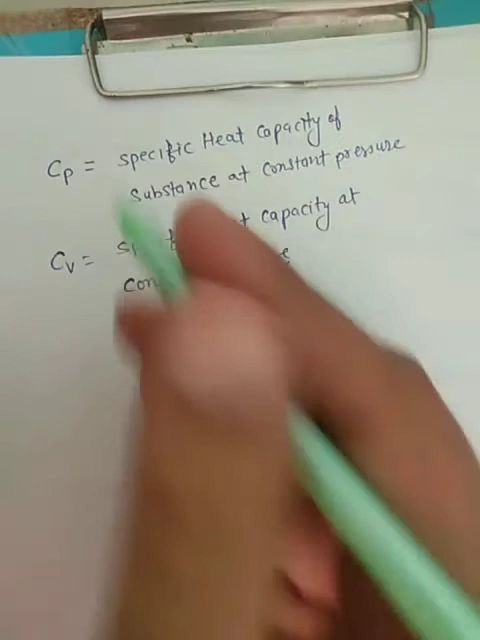 Cp = specific Heat capacity of
substance at constant pressure
Cv = capacity at